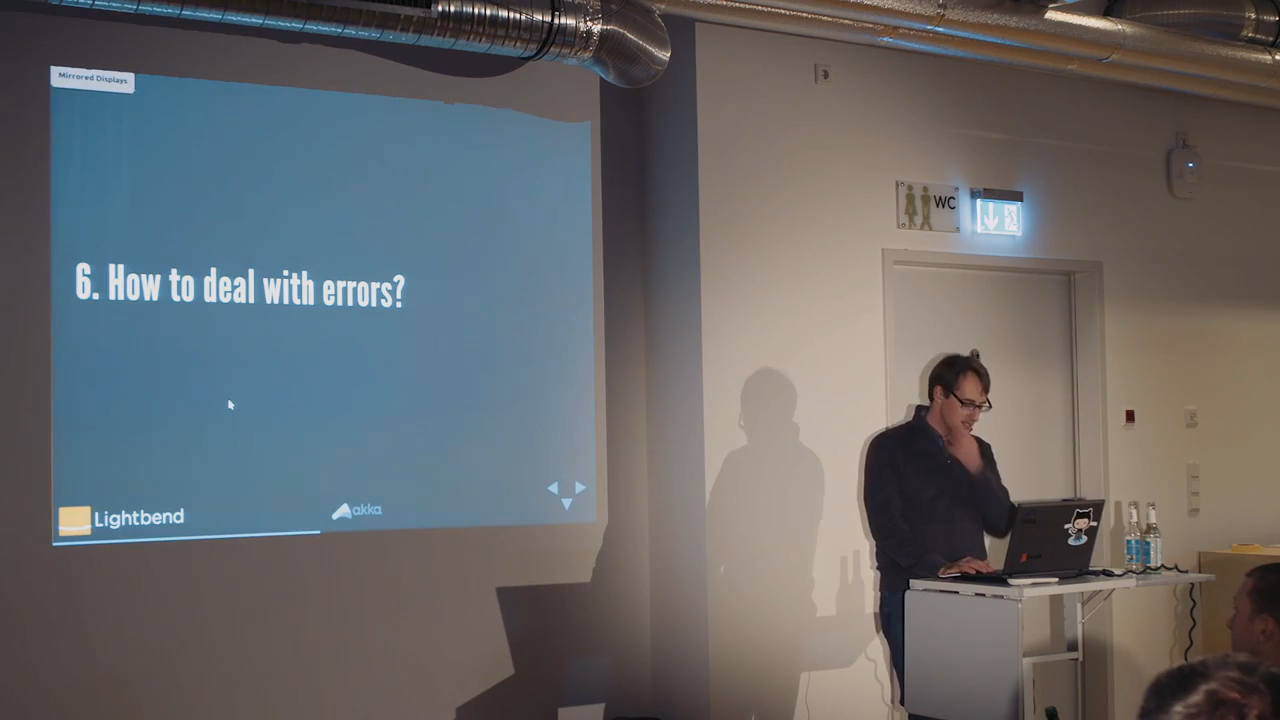 Mirrored Displays
6. How to deal with errors?
Lightbend
akka
WC